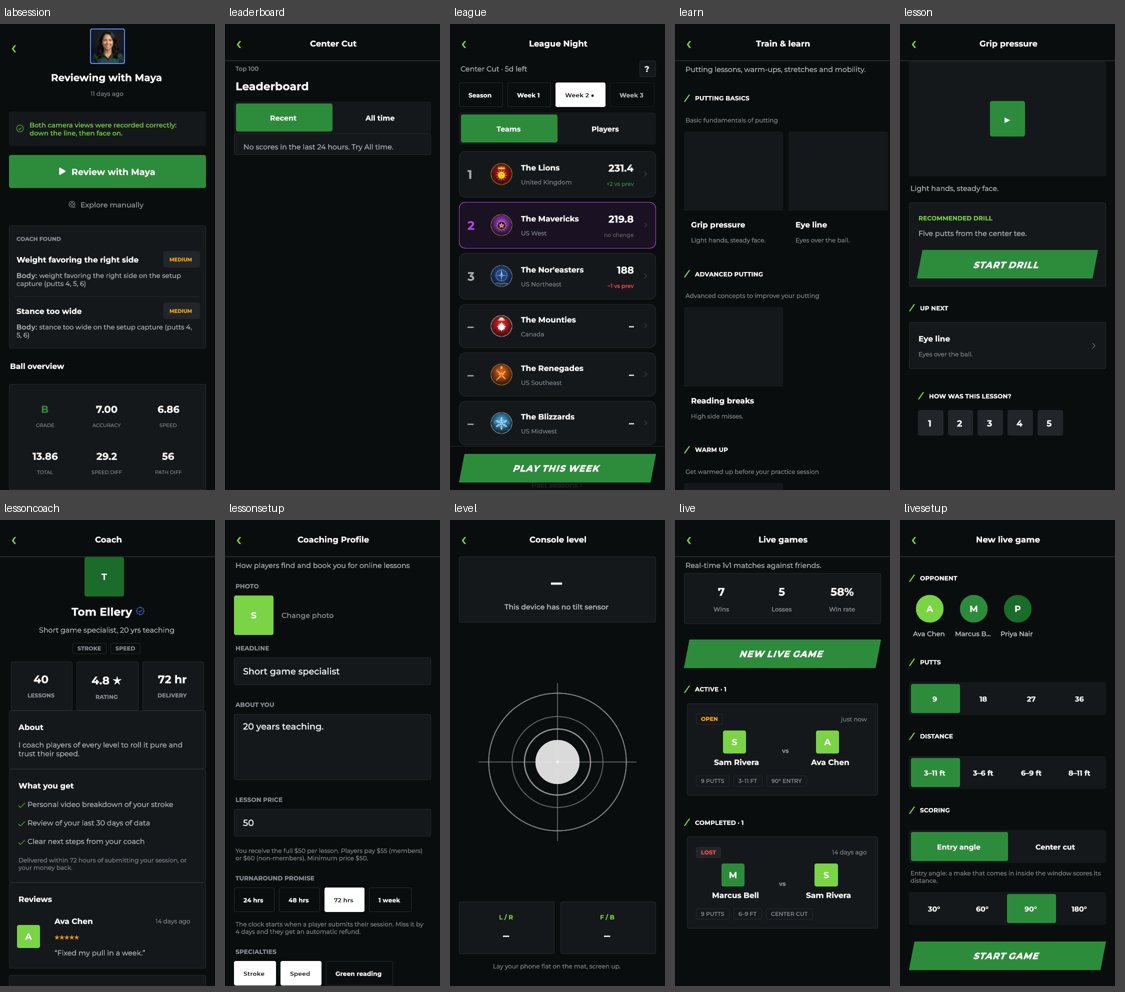 labsession
Reviewing with Maya
11 days ago
Both camera views were recorded correctly:
down the line, then face on.
Review with Maya
Explore manually
COACH FOUND
Weight favoring the right side
MEDIUM
Body: weight favoring the right side on the setup
capture (putts 4, 5, 6)
Stance too wide
MEDIUM
Body: stance too wide on the setup capture (putts 4,
5, 6)
Ball overview
B 7.00 6.86
GRADE ACCURACY SPEED
13.86 29.2 56
TOTAL SPEED DIFF PATH DIFF
leaderboard
Center Cut
Top 100
Leaderboard
Recent All time
No scores in the last 24 hours. Try All time.
league
League Night
Center Cut · 5d left ?
Season Week 1 Week 2 • Week 3
Teams Players
1 The Lions 231.4
United Kingdom +2 vs prev
2 The Mavericks 219.8
US West no change
3 The Nor'easters 188
US Northeast -1 vs prev
– The Mounties –
Canada
– The Renegades –
US Southeast
– The Blizzards –
US Midwest
PLAY THIS WEEK
Past seasons ›
learn
Train & learn
Putting lessons, warm-ups, stretches and mobility.
PUTTING BASICS
Basic fundamentals of putting
Grip pressure Eye line
Light hands, steady face. Eyes over the ball.
ADVANCED PUTTING
Advanced concepts to improve your putting
Reading breaks
High side misses.
WARM UP
Get warmed up before your practice session
lesson
Grip pressure
Light hands, steady face.
RECOMMENDED DRILL
Five putts from the center tee.
START DRILL
UP NEXT
Eye line
Eyes over the ball.
HOW WAS THIS LESSON?
1 2 3 4 5
lessoncoach
Coach
T
Tom Ellery
Short game specialist, 20 yrs teaching
STROKE SPEED
40 4.8 ★ 72 hr
LESSONS RATING DELIVERY
About
I coach players of every level to roll it pure and
trust their speed.
What you get
Personal video breakdown of your stroke
Review of your last 30 days of data
Clear next steps from your coach
Delivered within 72 hours of submitting your session, or
your money back.
Reviews
A Ava Chen 14 days ago
★★★★★
“Fixed my pull in a week.”
lessonsetup
Coaching Profile
How players find and book you for online lessons
PHOTO
S Change photo
HEADLINE
Short game specialist
ABOUT YOU
20 years teaching.
LESSON PRICE
50
You receive the full $50 per lesson. Players pay $55 (members)
or $60 (non-members). Minimum price $50.
TURNAROUND PROMISE
24 hrs 48 hrs 72 hrs 1 week
The clock starts when a player submits their session. Miss it by
4 days and they get an automatic refund.
SPECIALTIES
Stroke Speed Green reading
level
Console level
–
This device has no tilt sensor
L / R F / B
– –
Lay your phone flat on the mat, screen up.
live
Live games
Real-time 1v1 matches against friends.
7 5 58%
Wins Losses Win rate
NEW LIVE GAME
ACTIVE · 1
OPEN just now
S A
Sam Rivera vs Ava Chen
9 PUTTS 3-11 FT 90° ENTRY
COMPLETED · 1
LOST 14 days ago
M S
Marcus Bell vs Sam Rivera
9 PUTTS 6-9 FT CENTER CUT
livesetup
New live game
OPPONENT
A M P
Ava Chen Marcus B... Priya Nair
PUTTS
9 18 27 36
DISTANCE
3–11 ft 3–6 ft 6–9 ft 8–11 ft
SCORING
Entry angle Center cut
Entry angle: a make that comes in inside the window scores its
distance.
30° 60° 90° 180°
START GAME